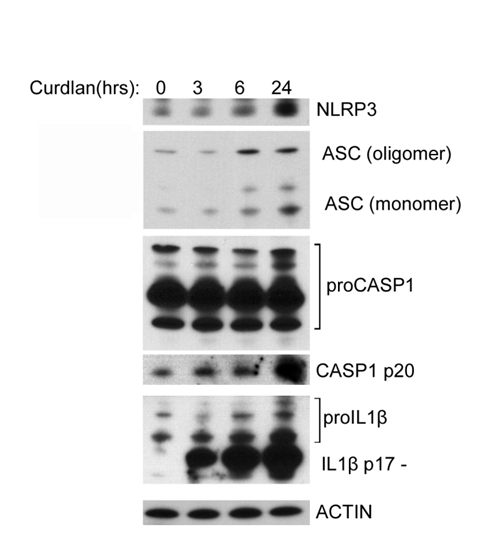 Curdlan(hrs): 0 3 6 24
NLRP3
ASC (oligomer)
ASC (monomer)
proCASP1
CASP1 p20
proIL1β
IL1β p17 -
ACTIN